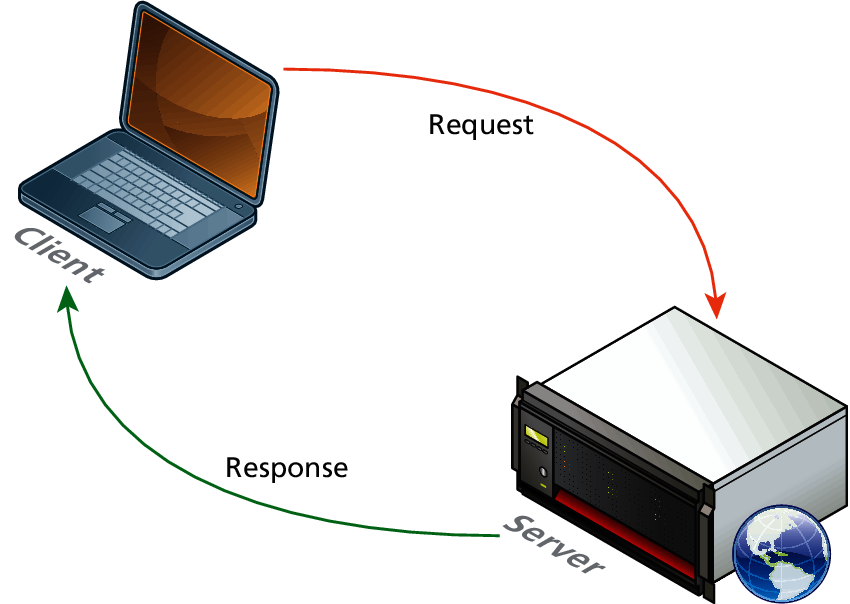 Request
Client
Response
Server